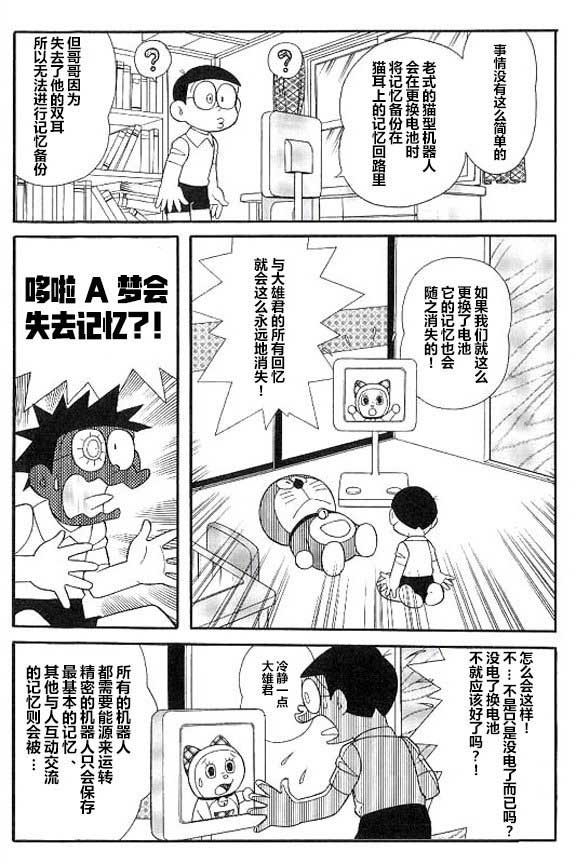 事情没有这么简单的
老式的猫型机器人
会在更换电池时
将记忆备份在
猫耳上的记忆回路里
?
?
但哥哥因为
失去了他的双耳
所以无法进行记忆备份
如果我们就这么
更换了电池
它的记忆也会
随之消失的!
与大雄君的所有回忆
就会这么永远地
消失!
哆啦 A 梦会
失去记忆?!
怎么会这样!
不…不是只是没电了而已吗?
没电了换电池
不就应该好了吗?!
冷静一点
大雄君
所有的机器人
都需要能源来运转
精密的机器人只会保存
最基本的记忆、
其他与人互动交流
的记忆则会被…